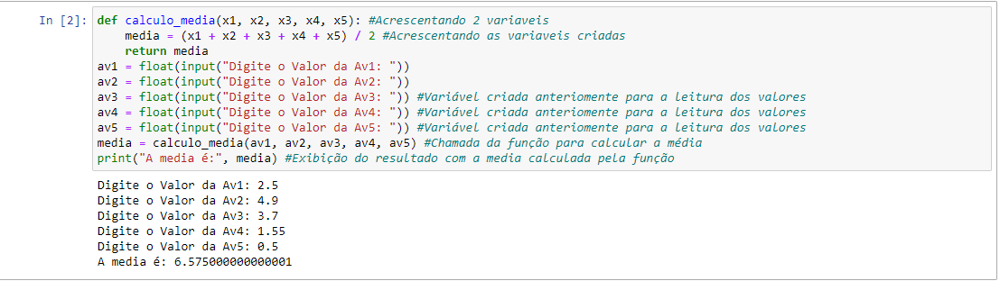 In [2]: def calculo_media(x1, x2, x3, x4, x5): #Acrescentando 2 variaveis
media = (x1 + x2 + x3 + x4 + x5) / 2 #Acrescentando as variaveis criadas
return media
av1 = float(input("Digite o Valor da Av1: "))
av2 = float(input("Digite o Valor da Av2: "))
av3 = float(input("Digite o Valor da Av3: ")) #Variável criada anteriomente para a leitura dos valores
av4 = float(input("Digite o Valor da Av4: ")) #Variável criada anteriomente para a leitura dos valores
av5 = float(input("Digite o Valor da Av5: ")) #Variável criada anteriomente para a leitura dos valores
media = calculo_media(av1, av2, av3, av4, av5) #Chamada da função para calcular a média
print("A media é:", media) #Exibição do resultado com a media calculada pela função
Digite o Valor da Av1: 2.5
Digite o Valor da Av2: 4.9
Digite o Valor da Av3: 3.7
Digite o Valor da Av4: 1.55
Digite o Valor da Av5: 0.5
A media é: 6.575000000000001